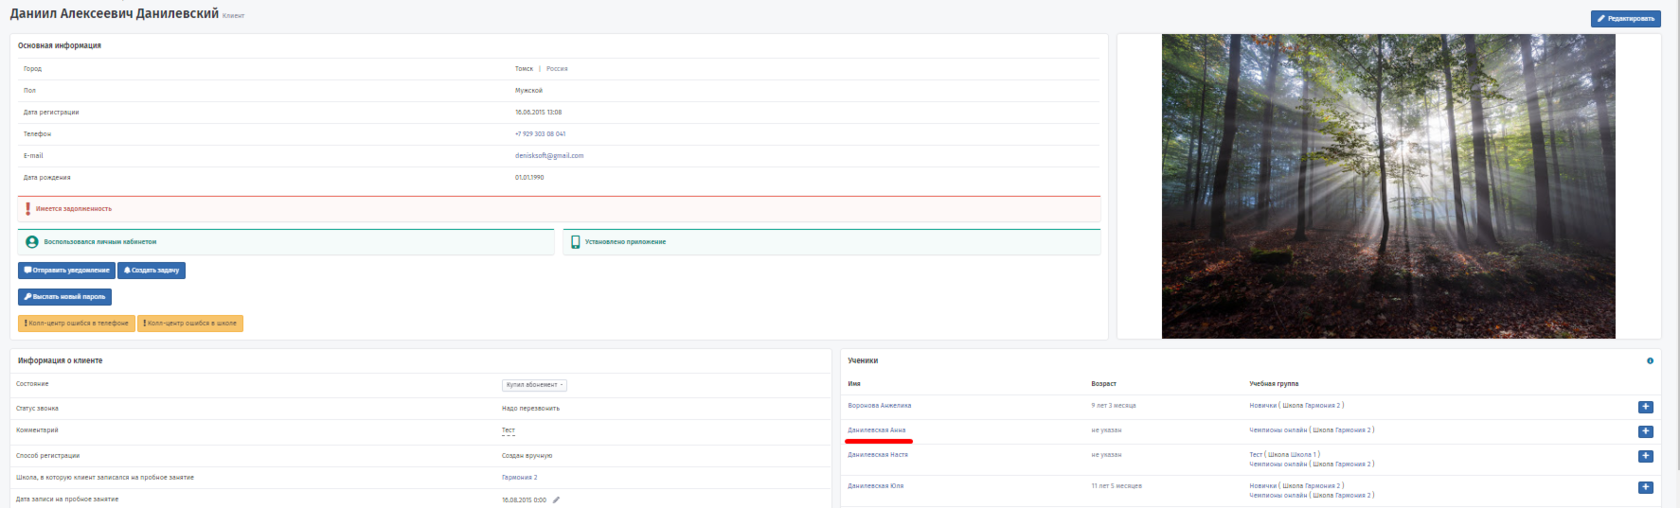 Даниил Алексеевич Данилевский Клиент
Редактировать
Основная информация
Город Томск | Россия
Пол Мужской
Дата регистрации 16.06.2015 13:08
Телефон +7 929 303 08 041
E-mail denisksoft@gmail.com
Дата рождения 01.01.1990
Имеется задолженность
Воспользовался личным кабинетом
Установлено приложение
Отправить уведомление Создать задачу
Выслать новый пароль
Колл-центр ошибся в телефоне Колл-центр ошибся в школе
Информация о клиенте
Состояние Купил абонемент
Статус звонка Надо перезвонить
Комментарий Тест
Способ регистрации Создан вручную
Школа, в которую клиент записался на пробное занятие Гармония 2
Дата записи на пробное занятие 16.08.2015 0:00
Ученики
Имя Возраст Учебная группа
Воронова Анжелика 9 лет 3 месяца Новички ( Школа Гармония 2 )
Данилевская Анна не указан Чемпионы онлайн ( Школа Гармония 2 )
Данилевская Настя не указан Тест ( Школа Школа 1 )
Чемпионы онлайн ( Школа Гармония 2 )
Данилевская Юля 11 лет 5 месяцев Новички ( Школа Гармония 2 )
Чемпионы онлайн ( Школа Гармония 2 )